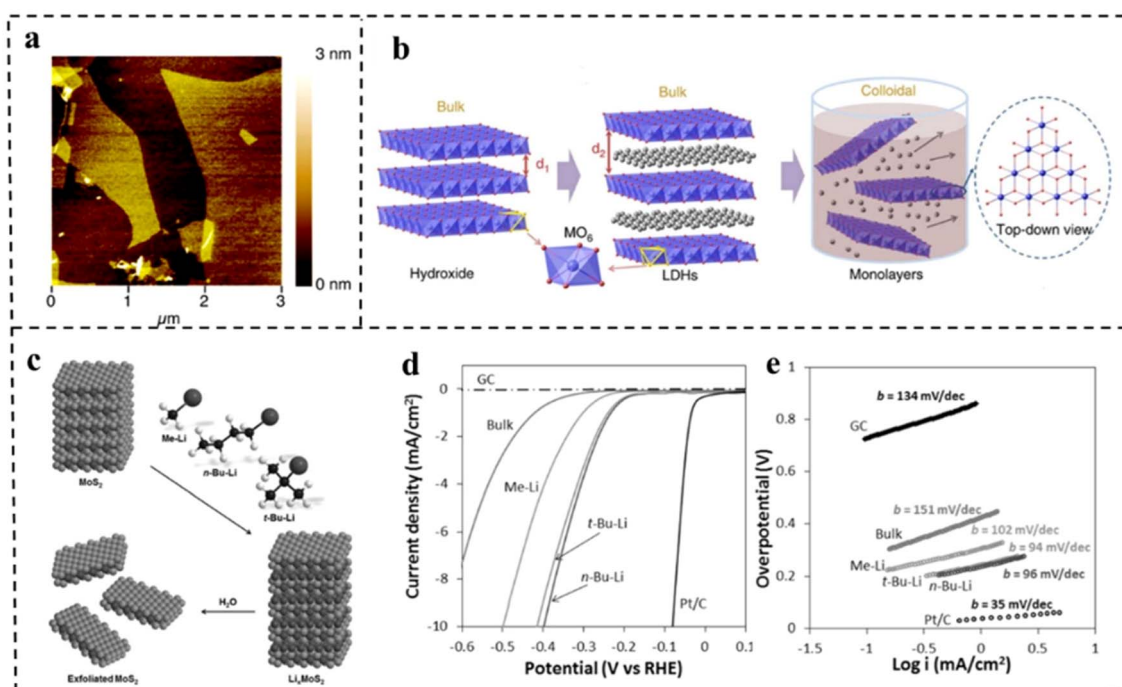 a
3 nm
0 nm
0
1
2
3
µm
b
Bulk
Bulk
Colloidal
d₁
d₂
MO₆
Hydroxide
LDHs
Monolayers
Top-down view
c
MoS₂
Me-Li
n-Bu-Li
t-Bu-Li
H₂O
Exfoliated MoS₂
LiₓMoS₂
d
Current density (mA/cm²)
0
-2
-4
-6
-8
-10
GC
Bulk
Me-Li
t-Bu-Li
n-Bu-Li
Pt/C
-0.6
-0.5
-0.4
-0.3
-0.2
-0.1
0
0.1
Potential (V vs RHE)
e
Overpotential (V)
1
0.8
0.6
0.4
0.2
0
b = 134 mV/dec
GC
b = 151 mV/dec
b = 102 mV/dec
Bulk
b = 94 mV/dec
Me-Li
t-Bu-Li
n-Bu-Li
b = 96 mV/dec
b = 35 mV/dec
Pt/C
-1.5
-1
-0.5
0
0.5
1
Log i (mA/cm²)